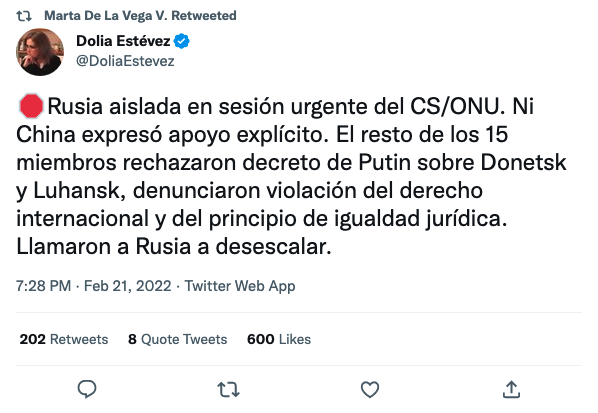 Marta De La Vega V. Retweeted
Dolia Estévez
@DoliaEstevez
Rusia aislada en sesión urgente del CS/ONU. Ni
China expresó apoyo explícito. El resto de los 15
miembros rechazaron decreto de Putin sobre Donetsk
y Luhansk, denunciaron violación del derecho
internacional y del principio de igualdad jurídica.
Llamaron a Rusia a desescalar.
7:28 PM · Feb 21, 2022 · Twitter Web App
202 Retweets 8 Quote Tweets 600 Likes